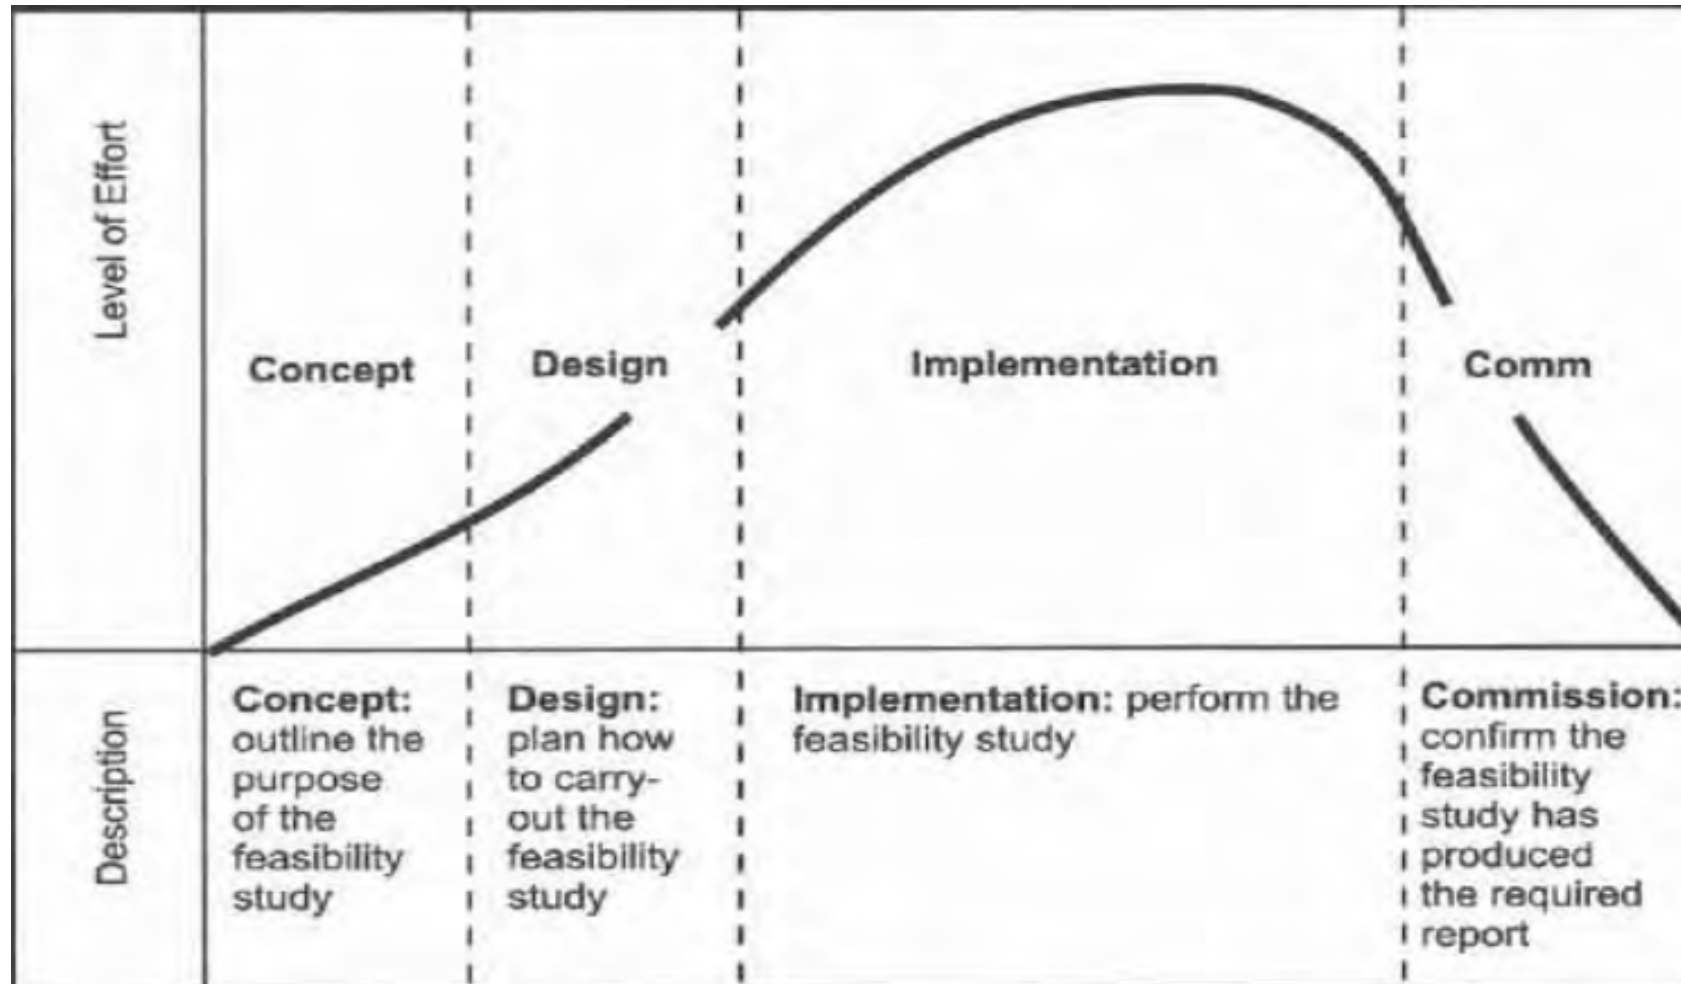 Level of Effort
Concept
Design
Implementation
Comm
Description
Concept:
outline the
purpose
of the
feasibility
study
Design:
plan how
to carry-
out the
feasibility
study
Implementation: perform the
feasibility study
Commission:
confirm the
feasibility
study has
produced
the required
report